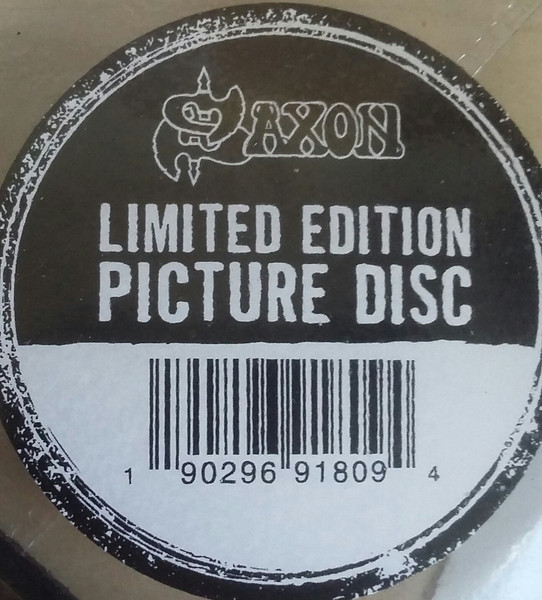 SAXON
LIMITED EDITION
PICTURE DISC
1 90296 91809 4